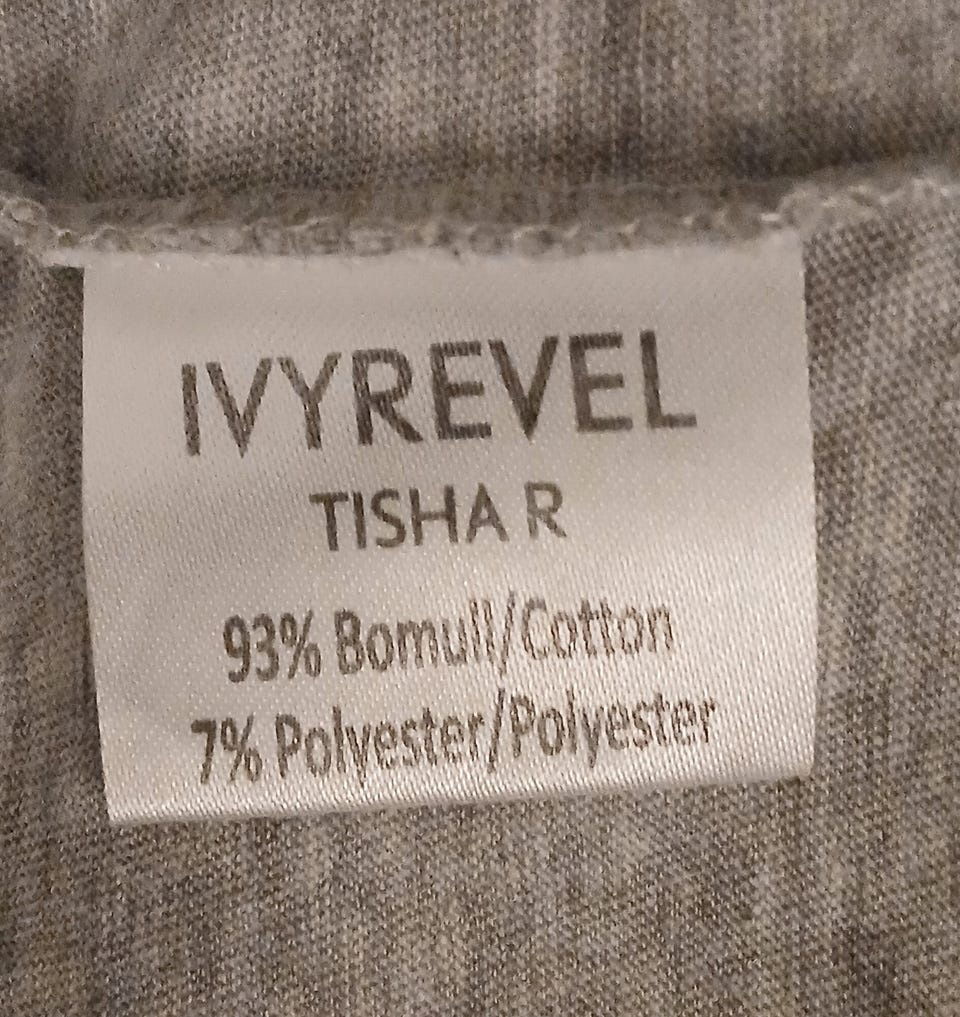 IVYREVEL
TISHA R
93% Bomull/Cotton
7% Polyester/Polyester